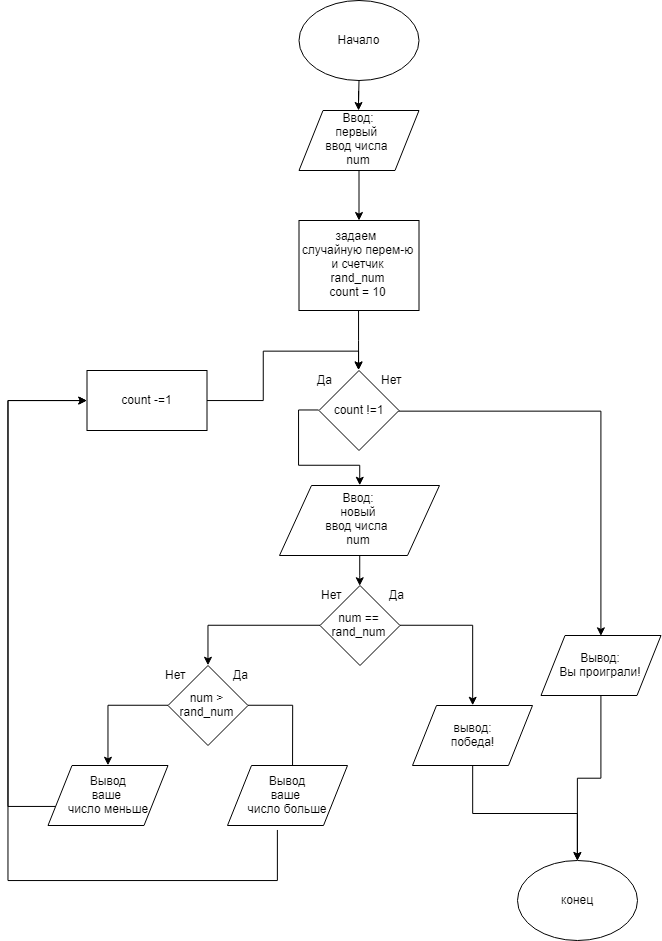 Начало
Ввод:
первый
ввод числа
num
задаем
случайную перем-ю
и счетчик
rand_num
count = 10
count -=1
Да
Нет
count !=1
Ввод:
новый
ввод числа
num
Нет
Да
num ==
rand_num
Нет
Да
num >
rand_num
Вывод:
Вы проиграли!
вывод:
победа!
Вывод
ваше
число меньше
Вывод
ваше
число больше
конец